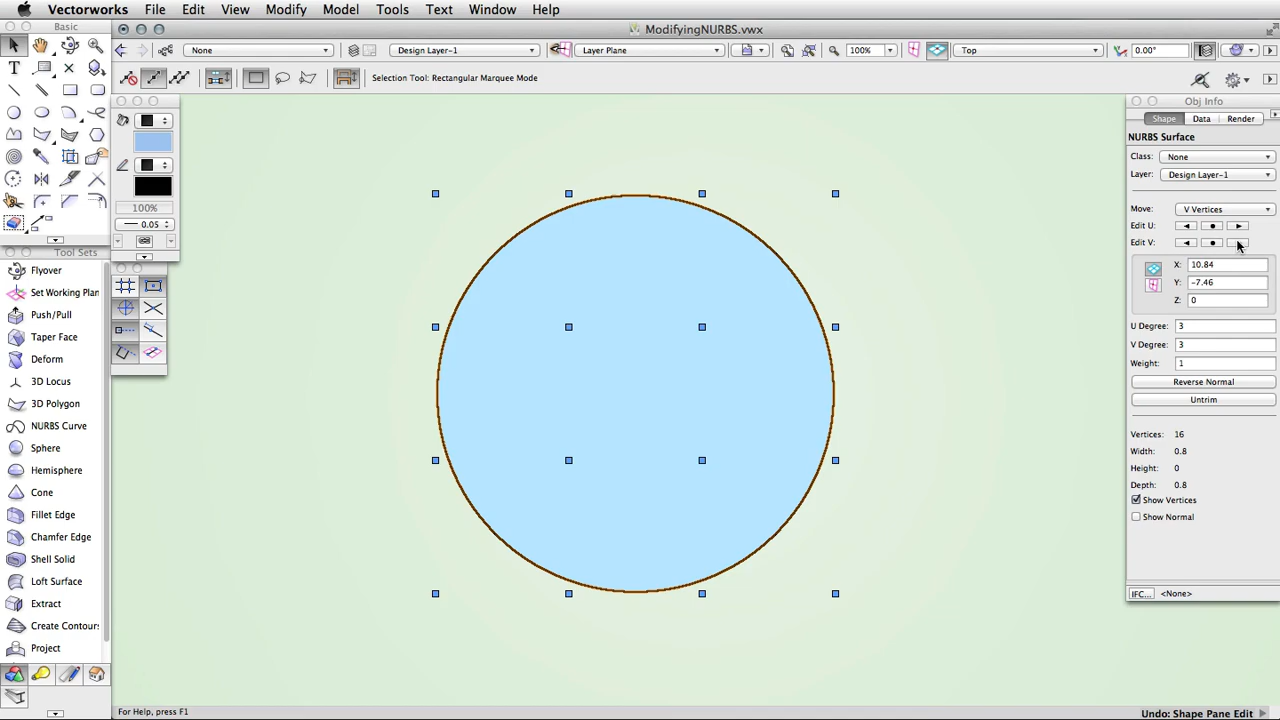 Vectorworks File Edit View Modify Model Tools Text Window Help
Basic
ModifyingNURBS.vwx
None
Design Layer-1
Layer Plane
100%
Top
0.00°
Selection Tool: Rectangular Marquee Mode
100%
0.05
Tool Sets
Flyover
Set Working Plan
Push/Pull
Taper Face
Deform
3D Locus
3D Polygon
NURBS Curve
Sphere
Hemisphere
Cone
Fillet Edge
Chamfer Edge
Shell Solid
Loft Surface
Extract
Create Contours
Project
Obj Info
Shape Data Render
NURBS Surface
Class: None
Layer: Design Layer-1
Move: V Vertices
Edit U:
Edit V:
X: 10.84
Y: -7.46
Z: 0
U Degree: 3
V Degree: 3
Weight: 1
Reverse Normal
Untrim
Vertices: 16
Width: 0.8
Height: 0
Depth: 0.8
Show Vertices
Show Normal
IFC... <None>
For Help, press F1
Undo: Shape Pane Edit